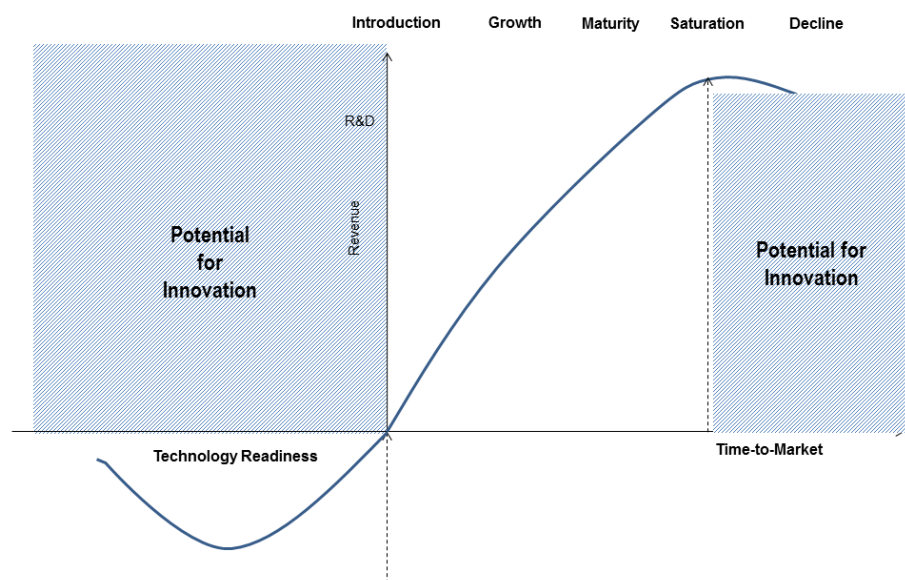 Introduction Growth Maturity Saturation Decline
R&D
Revenue
Potential
for
Innovation
Potential for
Innovation
Technology Readiness
Time-to-Market